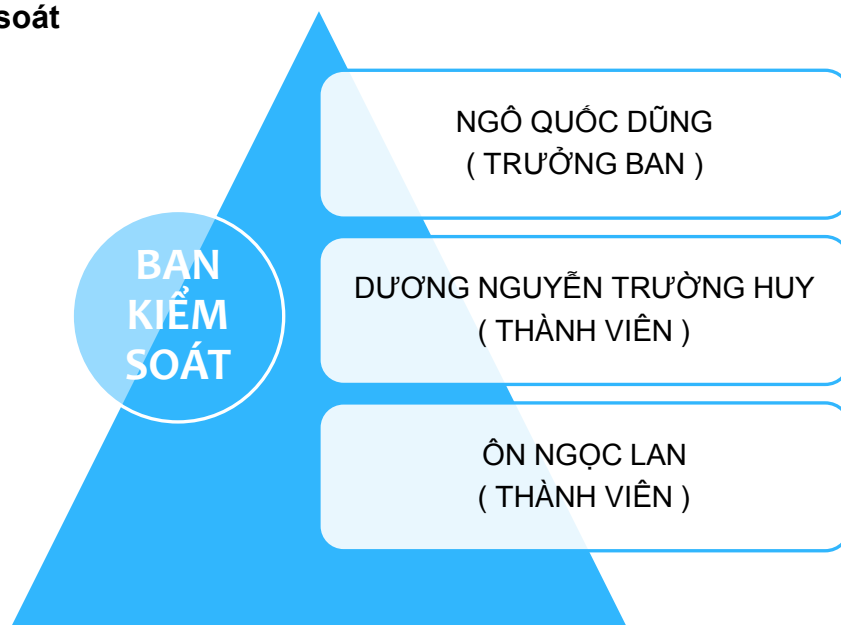 soát
NGÔ QUỐC DŨNG
( TRƯỞNG BAN )
BAN
KIỂM
SOÁT
DƯƠNG NGUYỄN TRƯỜNG HUY
( THÀNH VIÊN )
ÔN NGỌC LAN
( THÀNH VIÊN )